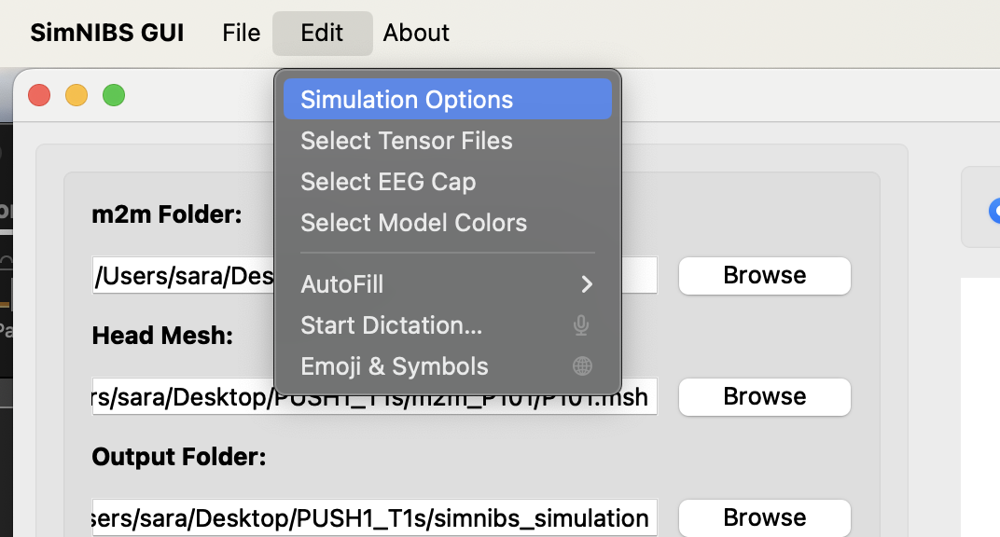 SimNIBS GUI File Edit About
Simulation Options
Select Tensor Files
Select EEG Cap
Select Model Colors
AutoFill
Start Dictation...
Emoji & Symbols
m2m Folder:
/Users/sara/Des
Browse
Head Mesh:
rs/sara/Desktop/PUSH1_T1s/m2m_P101/P101.msh
Browse
Output Folder:
sers/sara/Desktop/PUSH1_T1s/simnibs_simulation
Browse